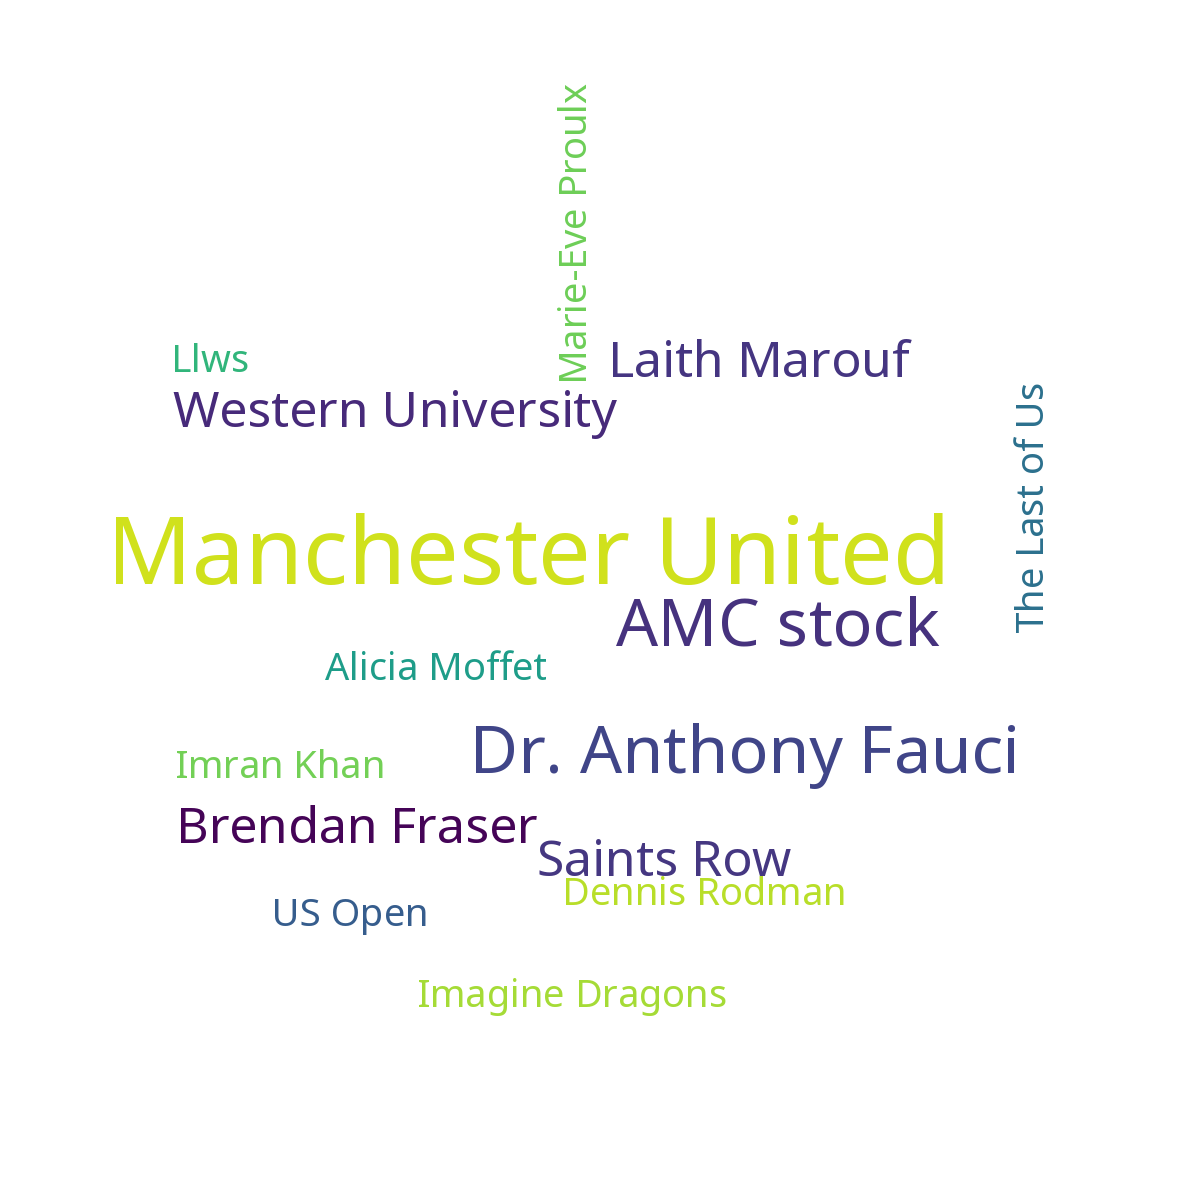 Marie-Eve Proulx
Llws
Laith Marouf
Western University
The Last of Us
Manchester United
AMC stock
Alicia Moffet
Dr. Anthony Fauci
Imran Khan
Brendan Fraser
Saints Row
Dennis Rodman
US Open
Imagine Dragons